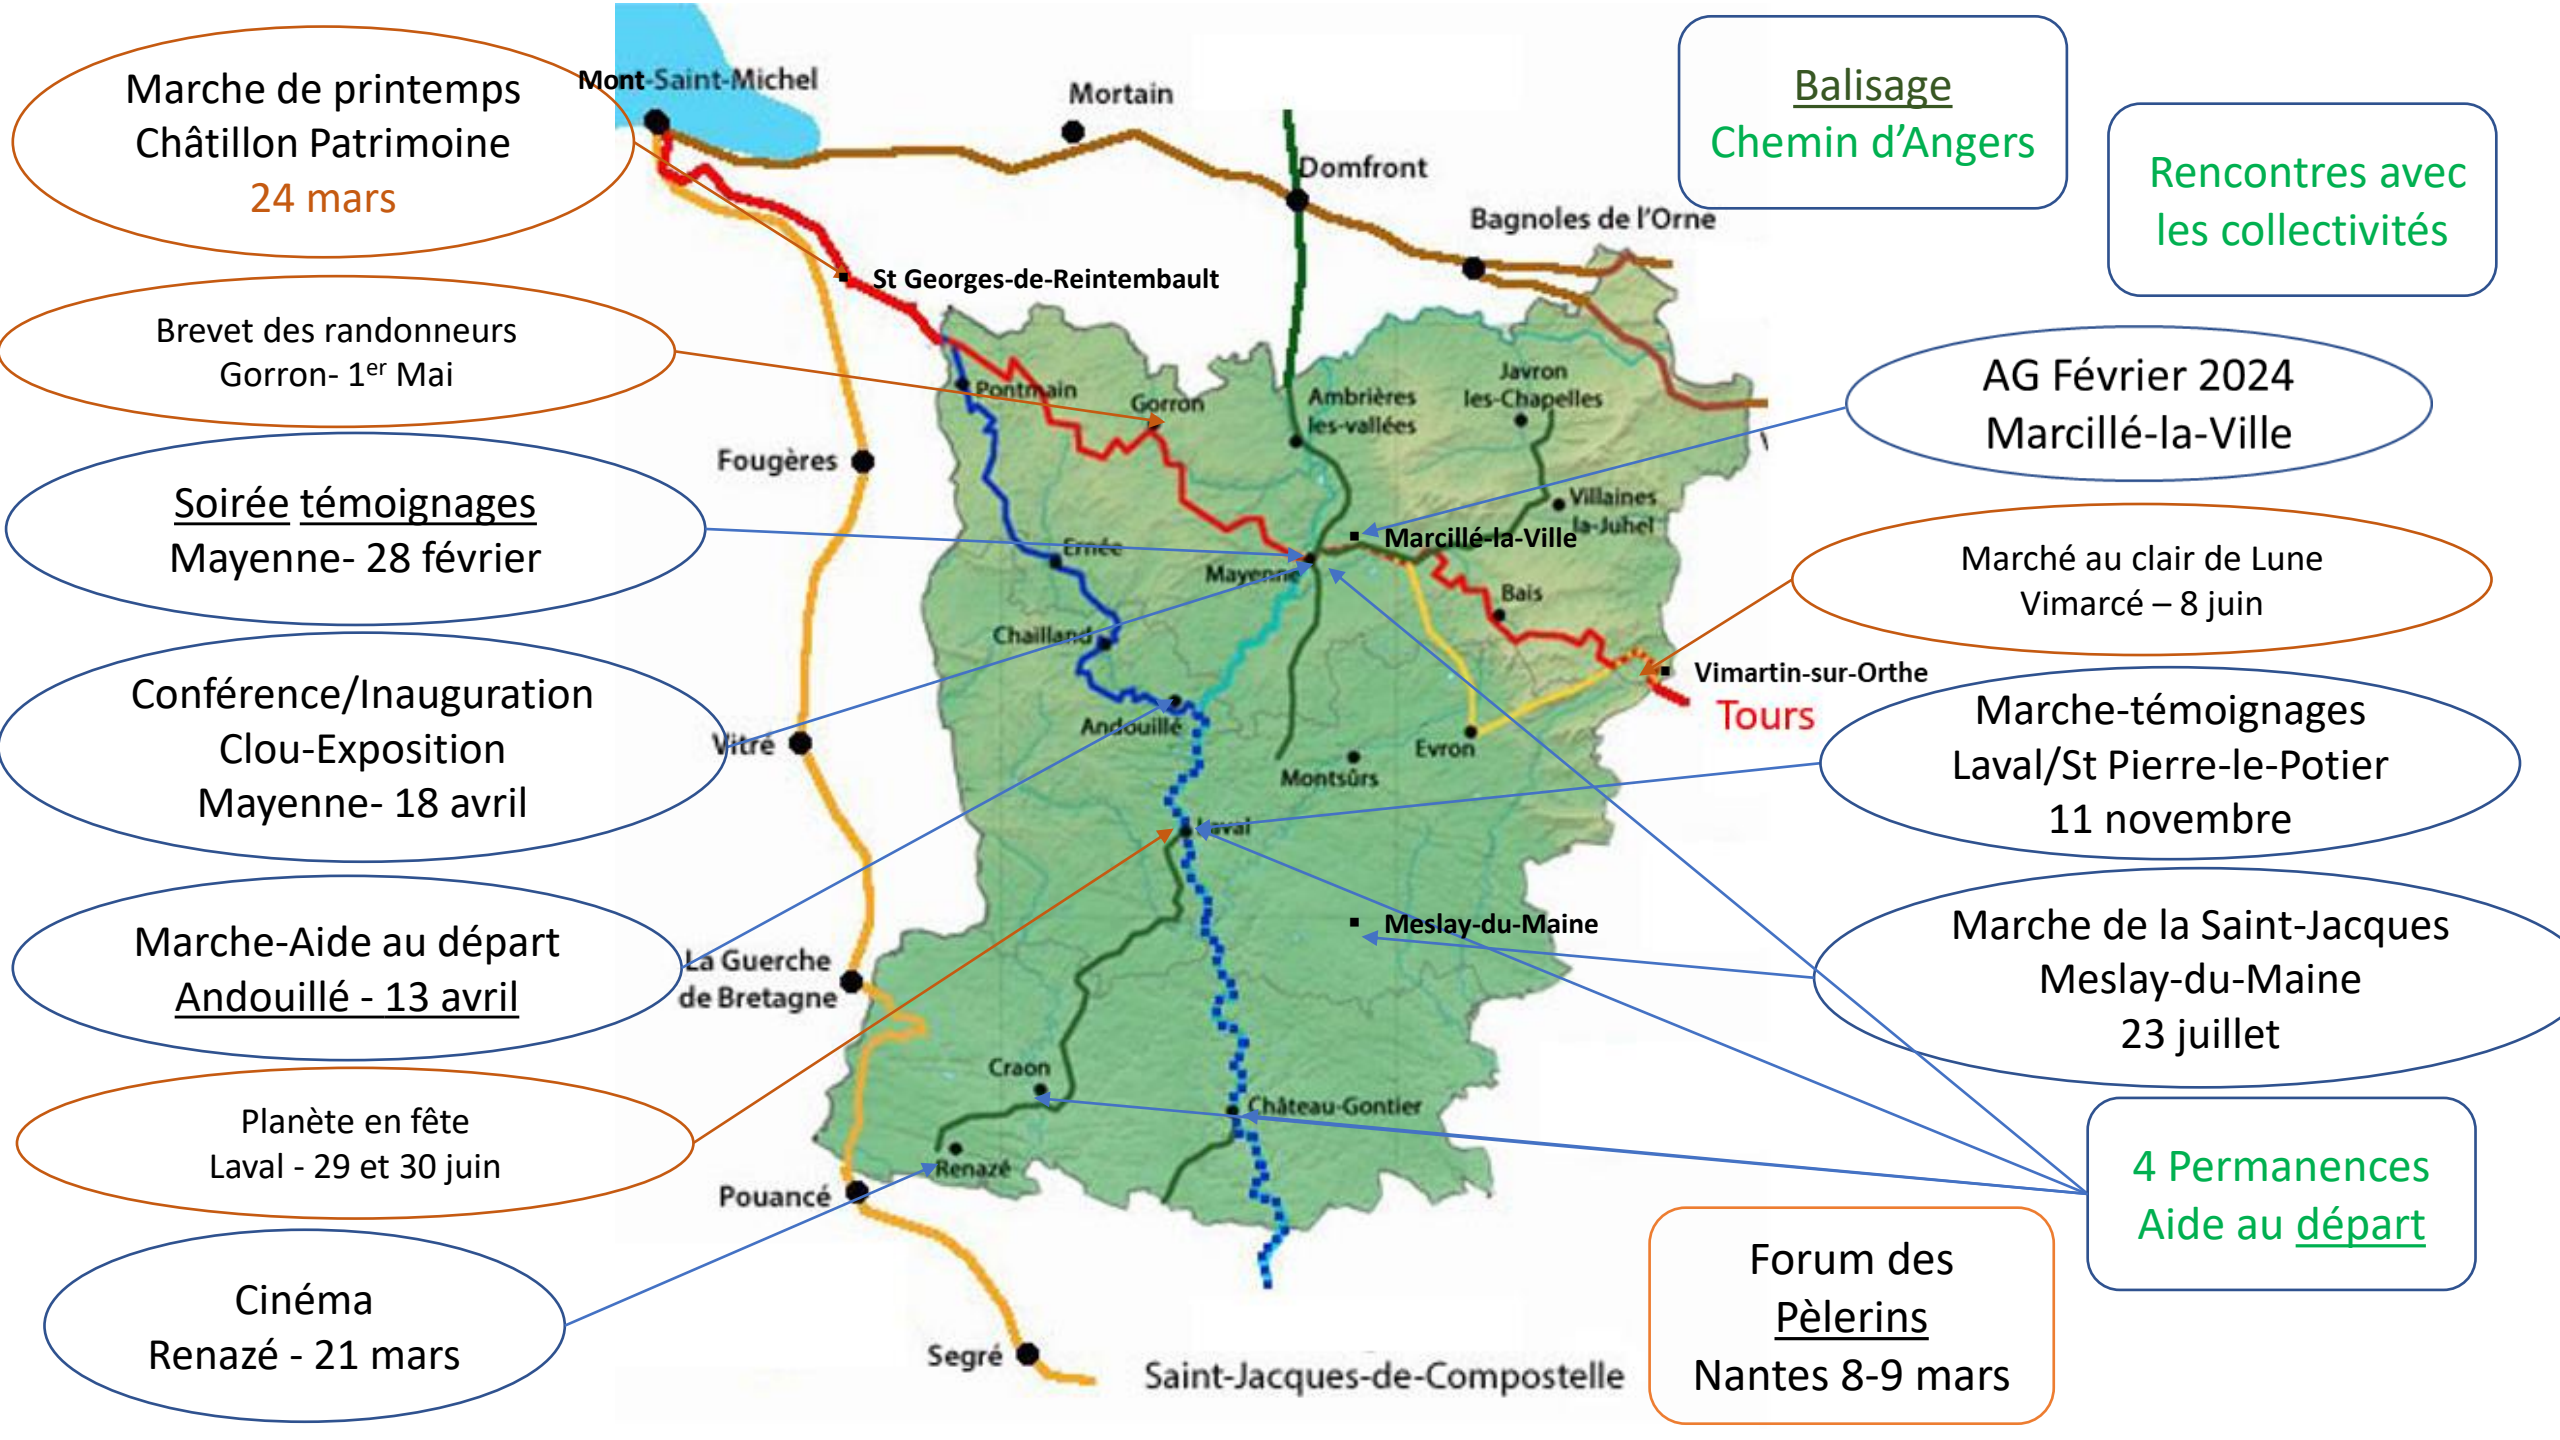 Marche de printemps
Châtillon Patrimoine
24 mars
Brevet des randonneurs
Gorron- 1er Mai
Soirée témoignages
Mayenne- 28 février
Conférence/Inauguration
Clou-Exposition
Mayenne- 18 avril
Marche-Aide au départ
Andouillé - 13 avril
Planète en fête
Laval - 29 et 30 juin
Cinéma
Renazé - 21 mars
Mont-Saint-Michel
Mortain
Domfront
Bagnoles de l'Orne
St Georges-de-Reintembault
Pontmain
Gorron
Ambrières
les-vallées
Javron
les-Chapelles
Fougères
Villaines
la-Juhel
Marcillé-la-Ville
Ernée
Mayenne
Bais
Chailland
Vimartin-sur-Orthe
Tours
Andouillé
Vitré
Evron
Montsûrs
Laval
Meslay-du-Maine
La Guerche
de Bretagne
Craon
Château-Gontier
Renazé
Pouancé
Segré
Saint-Jacques-de-Compostelle
Balisage
Chemin d'Angers
Rencontres avec
les collectivités
AG Février 2024
Marcillé-la-Ville
Marché au clair de Lune
Vimarcé – 8 juin
Marche-témoignages
Laval/St Pierre-le-Potier
11 novembre
Marche de la Saint-Jacques
Meslay-du-Maine
23 juillet
4 Permanences
Aide au départ
Forum des
Pèlerins
Nantes 8-9 mars